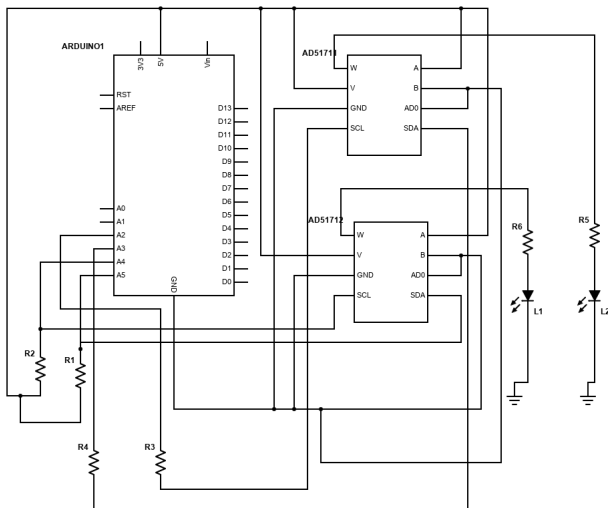 ARDUINO1
3V3
5V
Vin
RST
AREF
D13
D12
D11
D10
D9
D8
D7
D6
D5
D4
D3
D2
D1
D0
A0
A1
A2
A3
A4
A5
GND
AD51711
W A
V B
GND AD0
SCL SDA
AD51712
W A
V B
GND AD0
SCL SDA
R6
R5
L1
L2
R2
R1
R4
R3